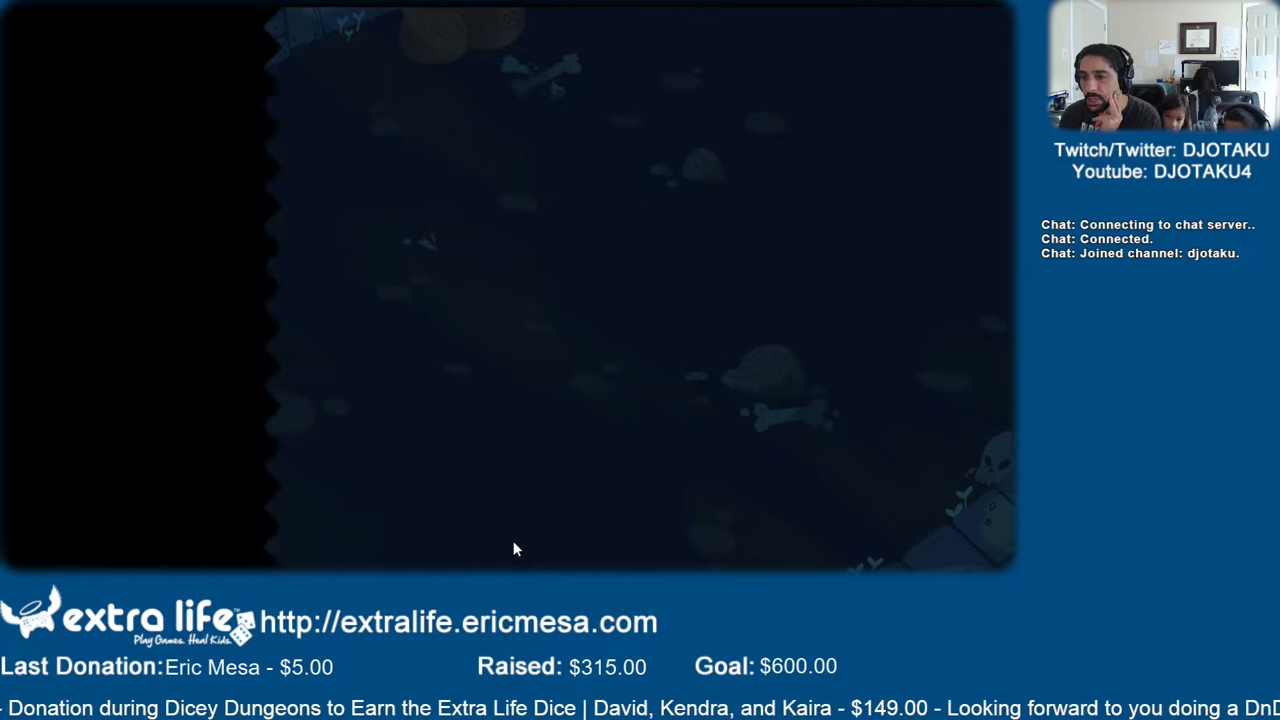 Twitch/Twitter: DJOTAKU
Youtube: DJOTAKU4
Chat: Connecting to chat server..
Chat: Connected.
Chat: Joined channel: djotaku.
extra life
Play Games. Heal Kids.
http://extralife.ericmesa.com
Last Donation: Eric Mesa - $5.00
Raised: $315.00
Goal: $600.00
- Donation during Dicey Dungeons to Earn the Extra Life Dice | David, Kendra, and Kaira - $149.00 - Looking forward to you doing a DnD